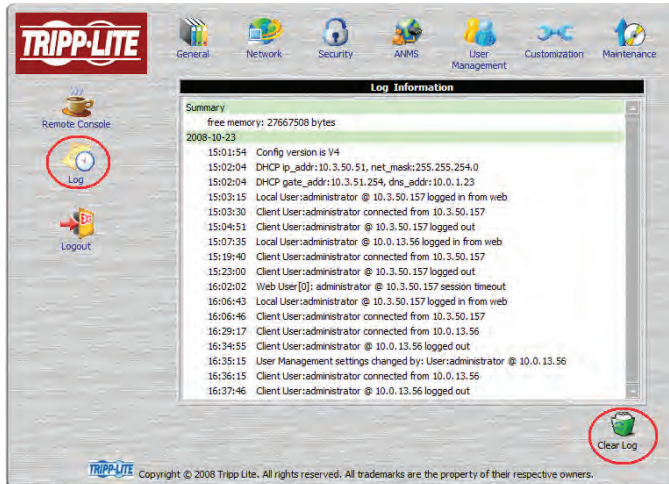 TRIPP·LITE
General
Network
Security
ANMS
User Management
Customization
Maintenance
Remote Console
Log
Logout
Log Information
Summary
free memory: 27667508 bytes
2008-10-23
15:01:54 Config version is V4
15:02:04 DHCP ip_addr:10.3.50.51, net_mask:255.255.254.0
15:02:04 DHCP gate_addr:10.3.51.254, dns_addr:10.0.1.23
15:03:15 Local User:administrator @ 10.3.50.157 logged in from web
15:03:30 Client User:administrator connected from 10.3.50.157
15:04:51 Client User:administrator @ 10.3.50.157 logged out
15:07:35 Local User:administrator @ 10.0.13.56 logged in from web
15:19:40 Client User:administrator connected from 10.3.50.157
15:23:00 Client User:administrator @ 10.3.50.157 logged out
16:02:02 Web User[0]: administrator @ 10.3.50.157 session timeout
16:06:43 Local User:administrator @ 10.3.50.157 logged in from web
16:06:46 Client User:administrator connected from 10.3.50.157
16:29:17 Client User:administrator connected from 10.0.13.56
16:34:55 Client User:administrator @ 10.0.13.56 logged out
16:35:15 User Management settings changed by: User:administrator @ 10.0.13.56
16:36:15 Client User:administrator connected from 10.0.13.56
16:37:46 Client User:administrator @ 10.0.13.56 logged out
Clear Log
TRIPP·LITE Copyright © 2008 Tripp Lite. All rights reserved. All trademarks are the property of their respective owners.